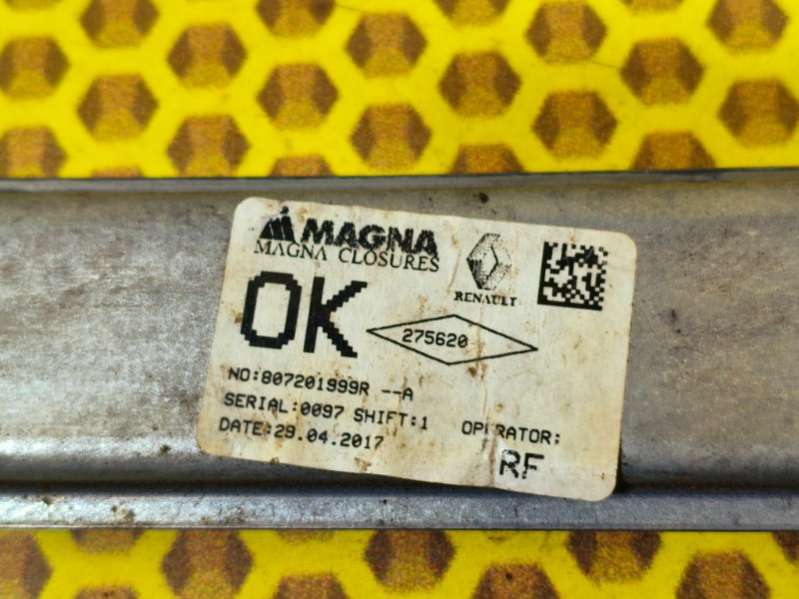 MAGNA
MAGNA CLOSURES
RENAULT
OK
275620
NO:807201999R --A
SERIAL:0097 SHIFT:1
OPERATOR:
DATE:29.04.2017
RF